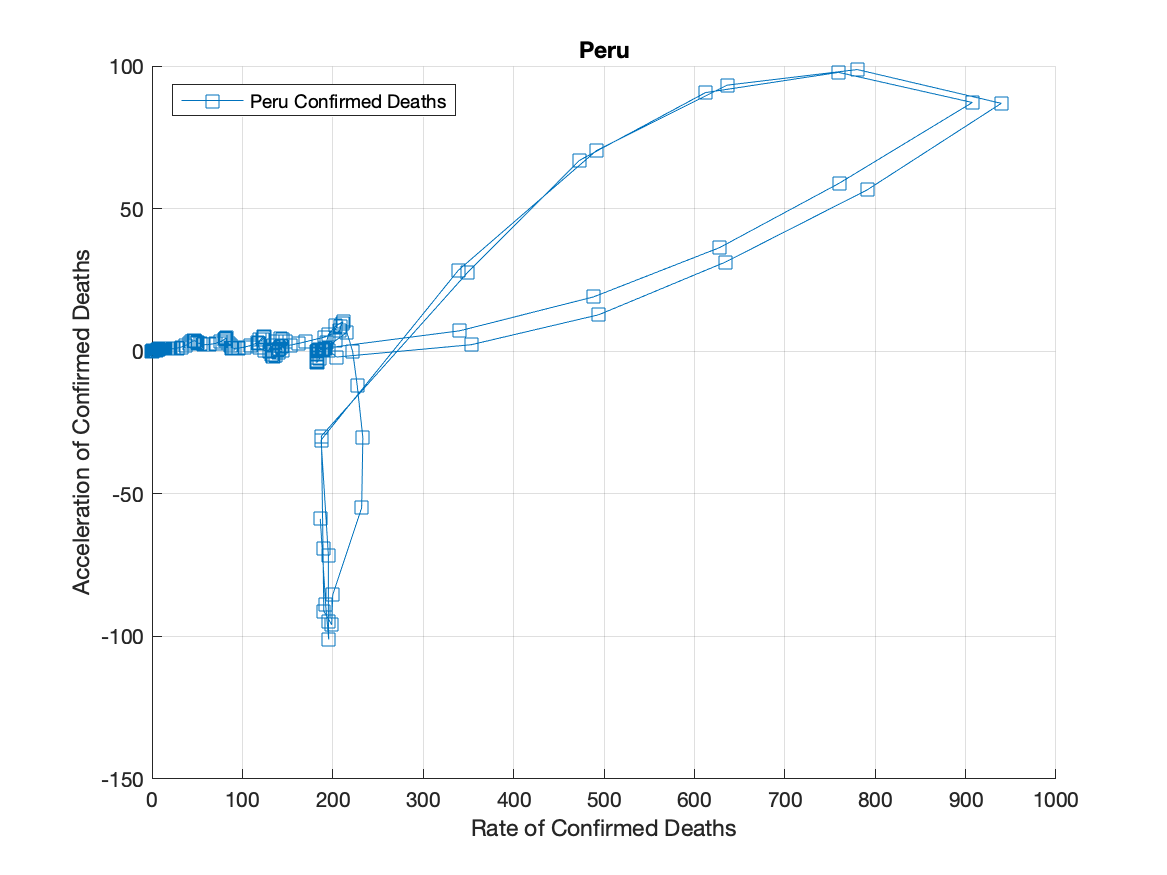 Peru
Peru Confirmed Deaths
100
50
0
-50
-100
-150
Acceleration of Confirmed Deaths
0 100 200 300 400 500 600 700 800 900 1000
Rate of Confirmed Deaths